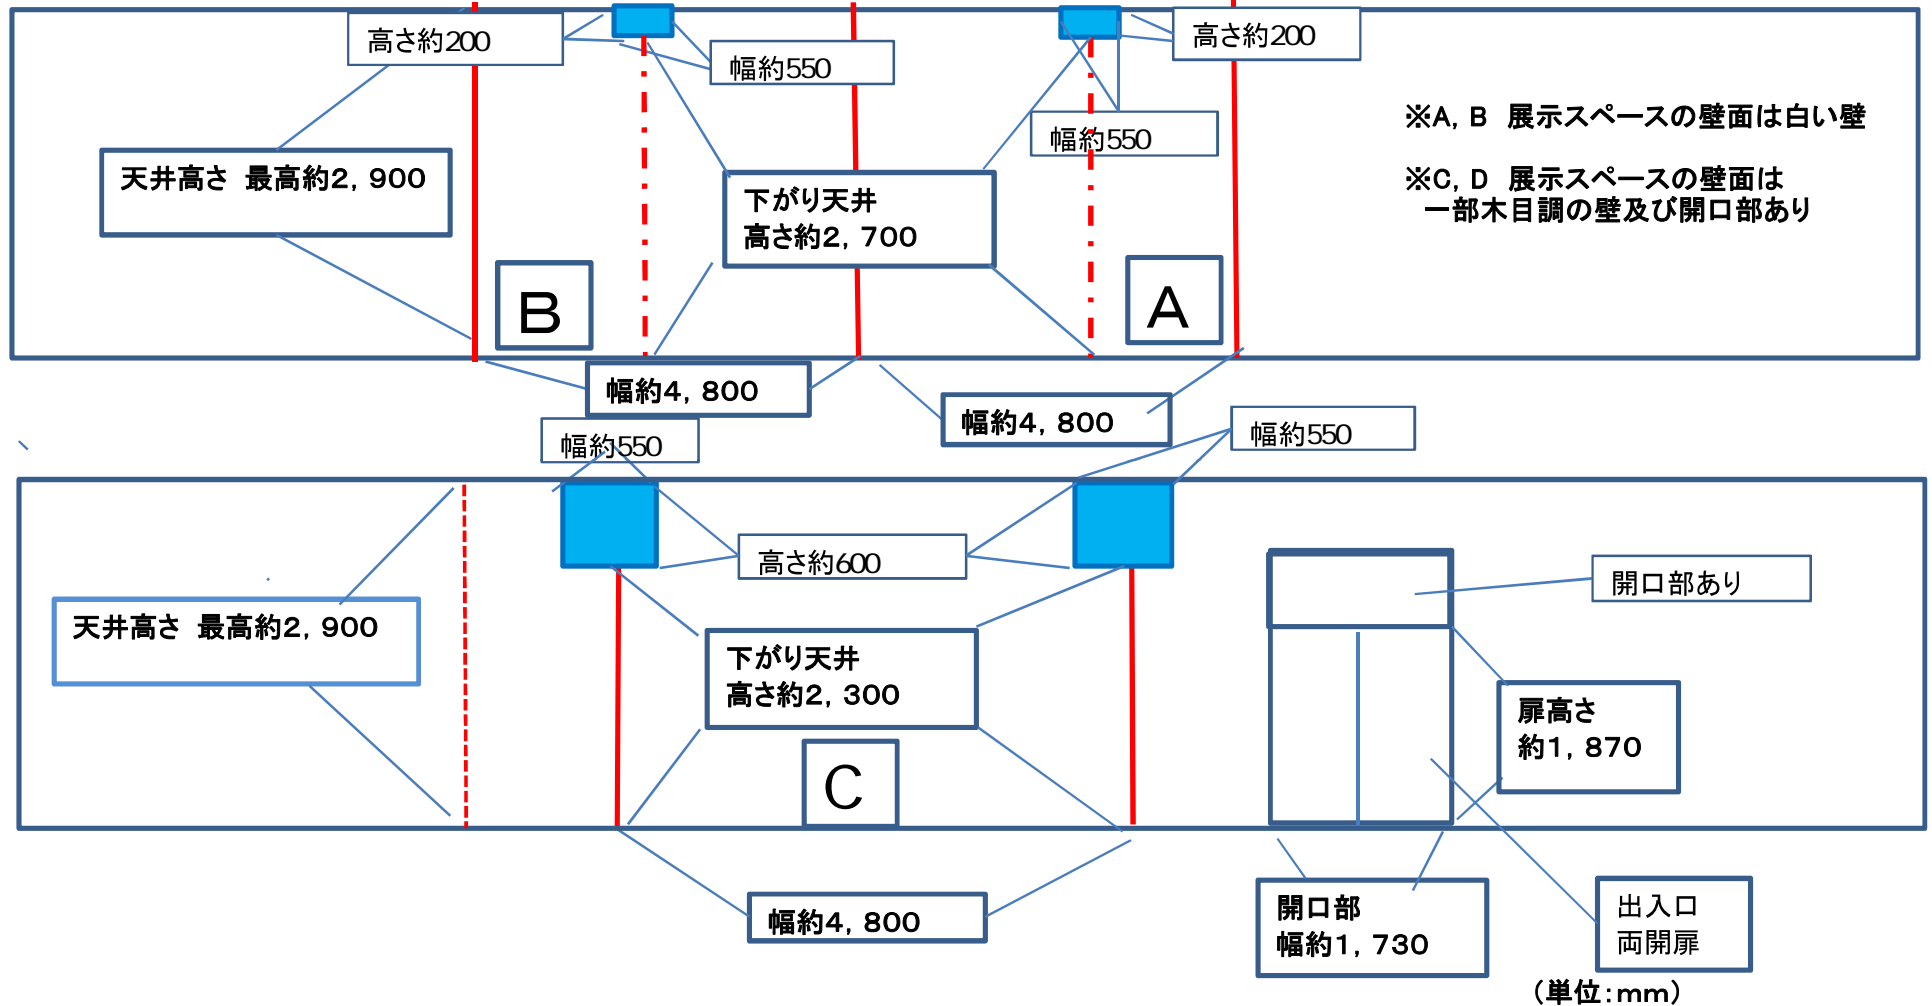 高さ約200
幅約550
高さ約200
幅約550
※A, B 展示スペースの壁面は白い壁
※C, D 展示スペースの壁面は
一部木目調の壁及び開口部あり
天井高さ 最高約2, 900
下がり天井
高さ約2, 700
B
A
幅約4, 800
幅約4, 800
幅約550
幅約550
高さ約600
開口部あり
天井高さ 最高約2, 900
下がり天井
高さ約2, 300
扉高さ
約1, 870
C
幅約4, 800
開口部
幅約1, 730
出入口
両開扉
(単位:mm)